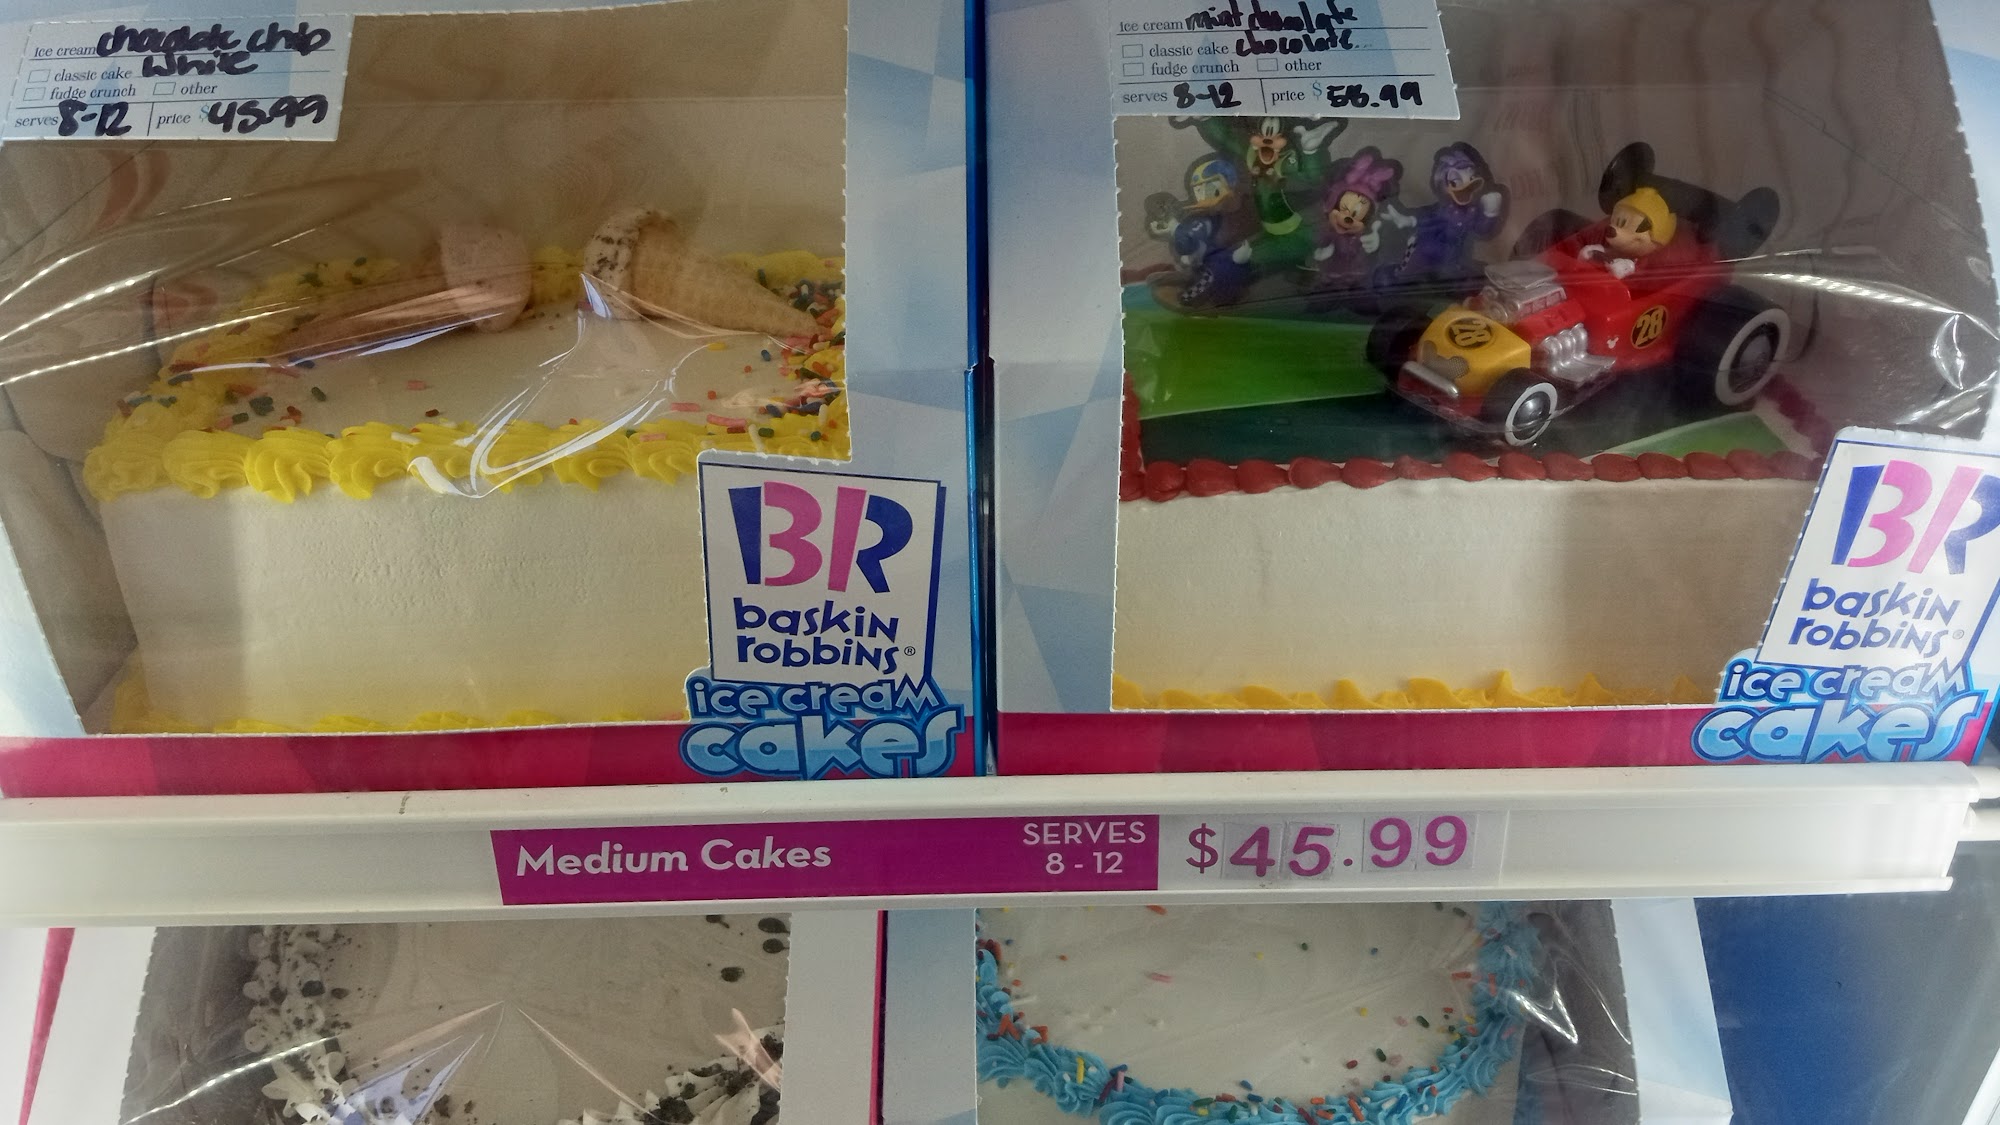 ice cream chocolate chip
classic cake white
fudge crunch other
serves 8-12 price $45.99
ice cream mint chocolate
classic cake chocolate
fudge crunch other
serves 8-12 price $
28
28
BR
baskin
robbins®
ice cream
cakes
BR
baskin
robbins®
ice cream
cakes
Medium Cakes
SERVES
8 - 12
$45.99